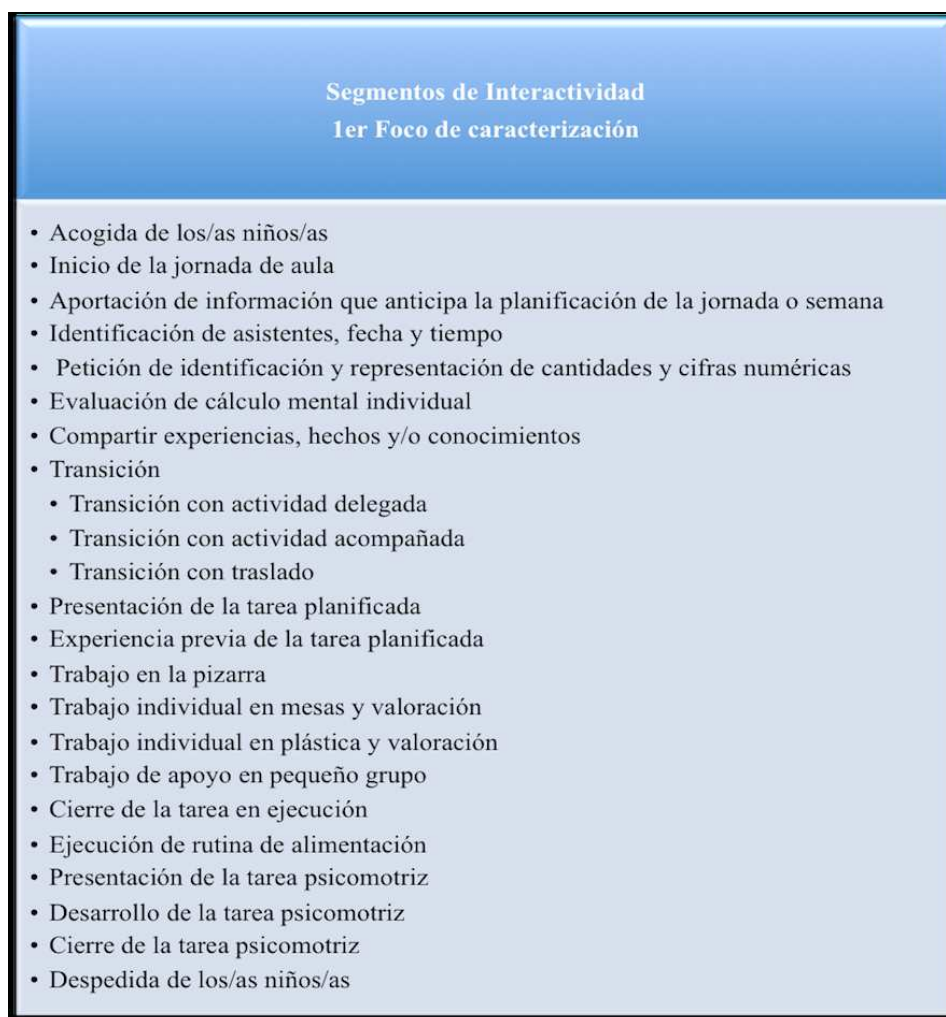 Segmentos de Interactividad
1er Foco de caracterización
• Acogida de los/as niños/as
• Inicio de la jornada de aula
• Aportación de información que anticipa la planificación de la jornada o semana
• Identificación de asistentes, fecha y tiempo
• Petición de identificación y representación de cantidades y cifras numéricas
• Evaluación de cálculo mental individual
• Compartir experiencias, hechos y/o conocimientos
• Transición
• Transición con actividad delegada
• Transición con actividad acompañada
• Transición con traslado
• Presentación de la tarea planificada
• Experiencia previa de la tarea planificada
• Trabajo en la pizarra
• Trabajo individual en mesas y valoración
• Trabajo individual en plástica y valoración
• Trabajo de apoyo en pequeño grupo
• Cierre de la tarea en ejecución
• Ejecución de rutina de alimentación
• Presentación de la tarea psicomotriz
• Desarrollo de la tarea psicomotriz
• Cierre de la tarea psicomotriz
• Despedida de los/as niños/as